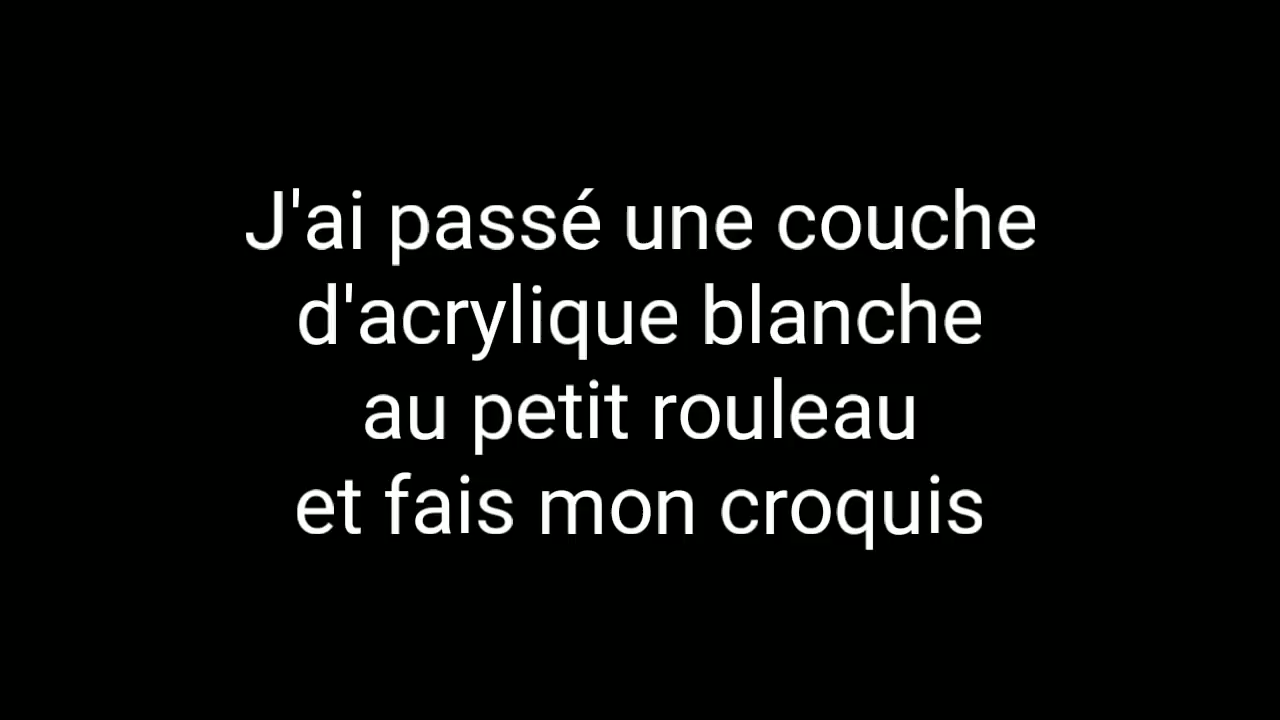 J'ai passé une couche
d'acrylique blanche
au petit rouleau
et fais mon croquis